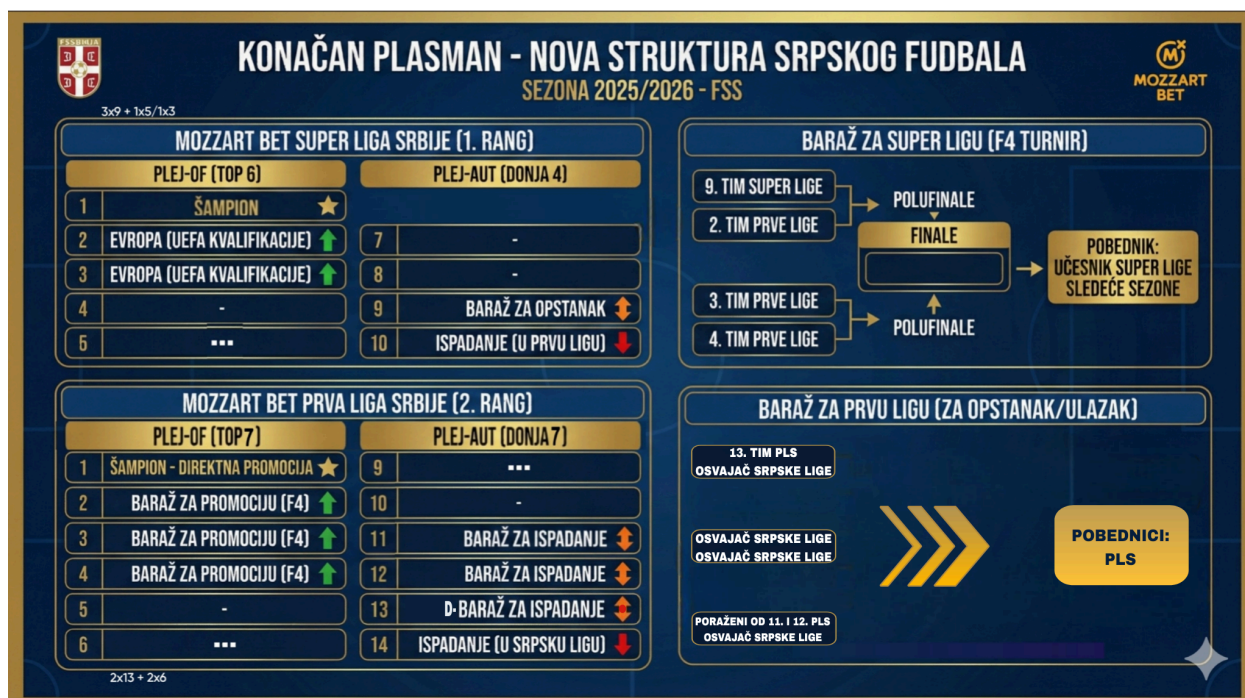 FSSRBIJA
KONAČAN PLASMAN - NOVA STRUKTURA SRPSKOG FUDBALA
SEZONA 2025/2026 - FSS
MOZZART
BET
3x9 + 1x5/1x3
MOZZART BET SUPER LIGA SRBIJE (1. RANG)
PLEJ-OF (TOP 6)
1 ŠAMPION
2 EVROPA (UEFA KVALIFIKACIJE)
3 EVROPA (UEFA KVALIFIKACIJE)
4 -
5 ...
PLEJ-AUT (DONJA 4)
7 -
8 -
9 BARAŽ ZA OPSTANAK
10 ISPADANJE (U PRVU LIGU)
BARAŽ ZA SUPER LIGU (F4 TURNIR)
9. TIM SUPER LIGE
2. TIM PRVE LIGE
POLUFINALE
FINALE
3. TIM PRVE LIGE
4. TIM PRVE LIGE
POLUFINALE
POBEDNIK:
UČESNIK SUPER LIGE
SLEDEĆE SEZONE
MOZZART BET PRVA LIGA SRBIJE (2. RANG)
PLEJ-OF (TOP7)
1 ŠAMPION - DIREKTNA PROMOCIJA
2 BARAŽ ZA PROMOCIJU (F4)
3 BARAŽ ZA PROMOCIJU (F4)
4 BARAŽ ZA PROMOCIJU (F4)
5 -
6 ...
PLEJ-AUT (DONJA7)
9 ...
10 -
11 BARAŽ ZA ISPADANJE
12 BARAŽ ZA ISPADANJE
13 D-BARAŽ ZA ISPADANJE
14 ISPADANJE (U SRPSKU LIGU)
2x13 + 2x6
BARAŽ ZA PRVU LIGU (ZA OPSTANAK/ULAZAK)
13. TIM PLS
OSVAJAČ SRPSKE LIGE
OSVAJAČ SRPSKE LIGE
OSVAJAČ SRPSKE LIGE
PORAŽENI OD 11. I 12. PLS
OSVAJAČ SRPSKE LIGE
POBEDNICI:
PLS